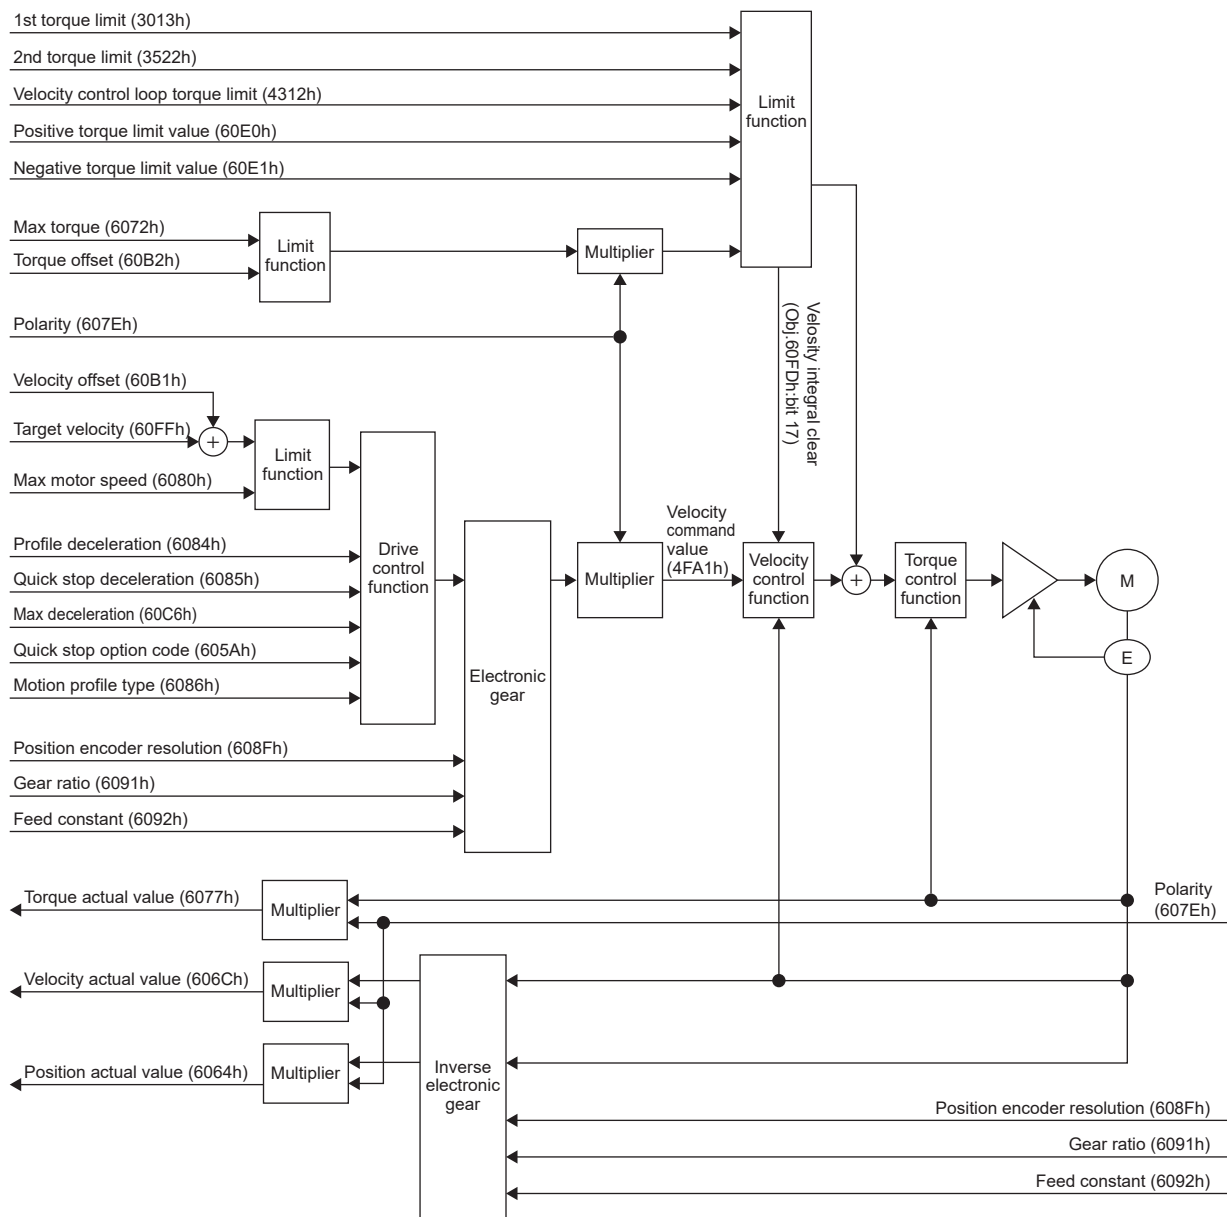 1st torque limit (3013h)
2nd torque limit (3522h)
Velocity control loop torque limit (4312h)
Positive torque limit value (60E0h)
Negative torque limit value (60E1h)
Limit
function
Max torque (6072h)
Torque offset (60B2h)
Limit
function
Multiplier
Polarity (607Eh)
Velosity integral clear
(Obj.60FDh:bit 17)
Velocity offset (60B1h)
Target velocity (60FFh)
+
Max motor speed (6080h)
Limit
function
Profile deceleration (6084h)
Quick stop deceleration (6085h)
Max deceleration (60C6h)
Quick stop option code (605Ah)
Motion profile type (6086h)
Drive
control
function
Position encoder resolution (608Fh)
Gear ratio (6091h)
Feed constant (6092h)
Electronic
gear
Multiplier
Velocity
command
value
(4FA1h)
Velocity
control
function
+
Torque
control
function
M
E
Torque actual value (6077h)
Multiplier
Polarity
(607Eh)
Velocity actual value (606Ch)
Multiplier
Position actual value (6064h)
Multiplier
Inverse
electronic
gear
Position encoder resolution (608Fh)
Gear ratio (6091h)
Feed constant (6092h)